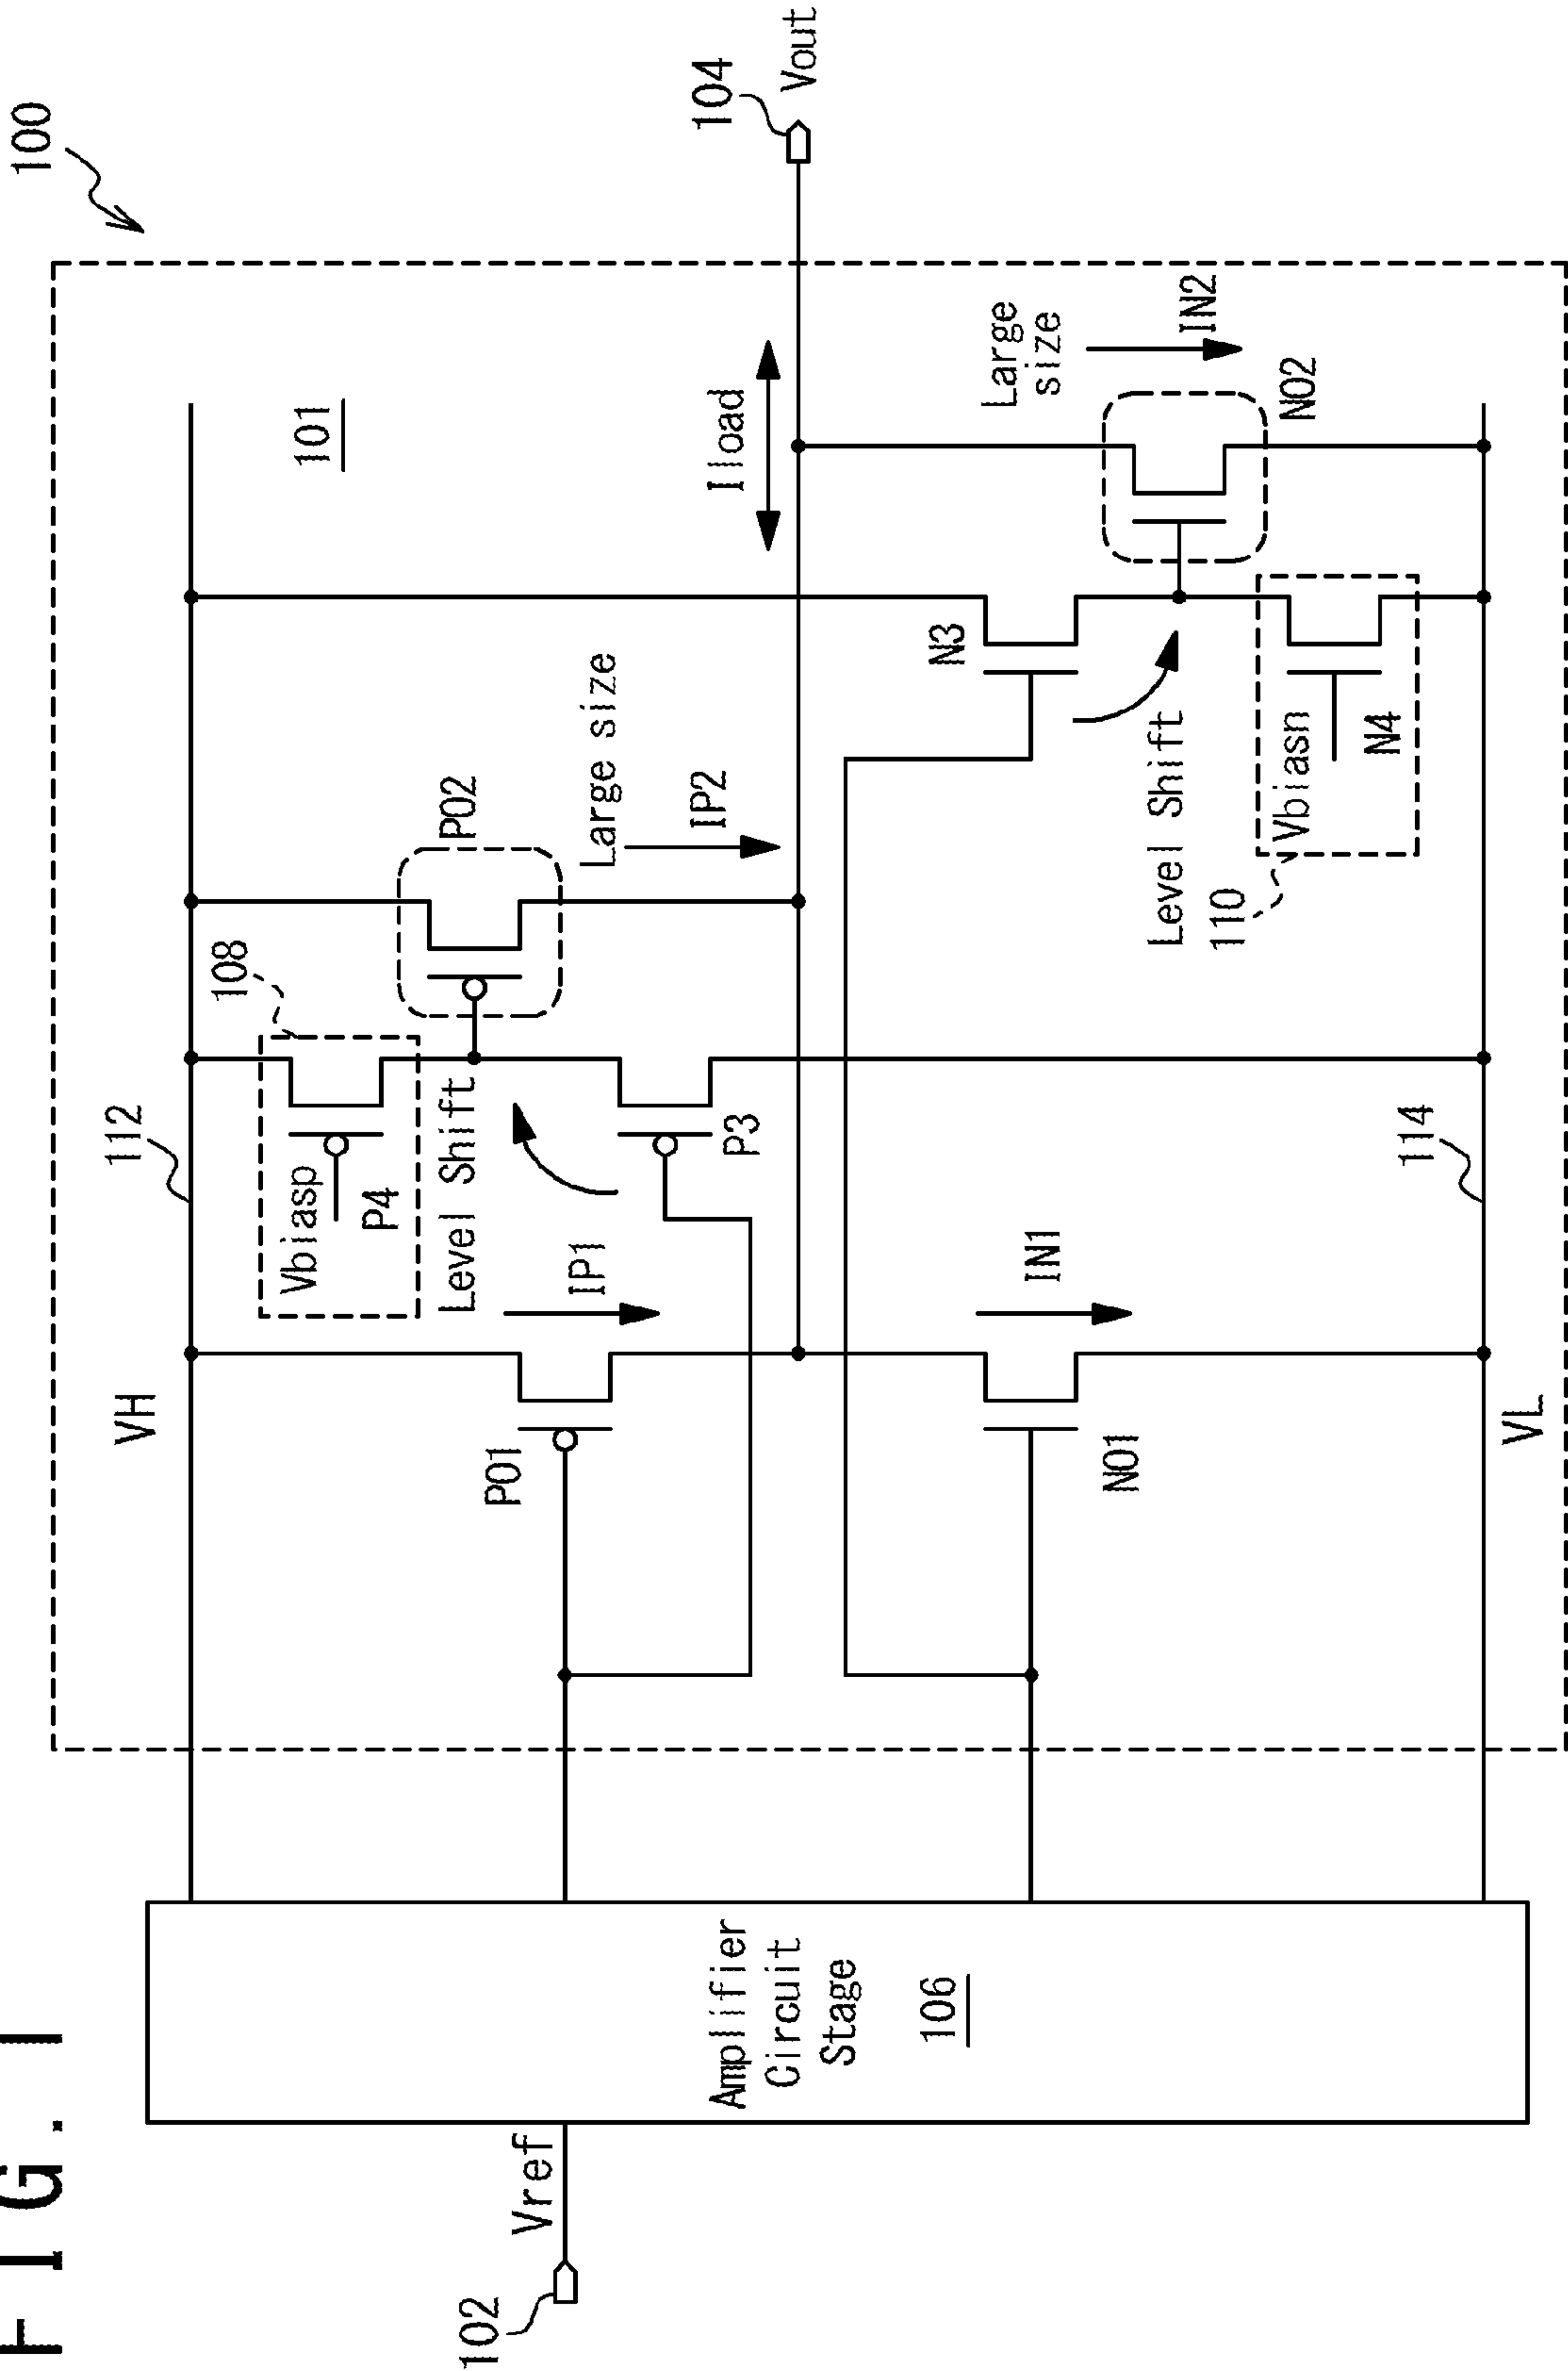 FIG. 1
100
102
Vref
Amplifier
Circuit
Stage
106
VH
112
101
Vbiasp
P4
108
Level Shift
P01
IP1
P3
P02
Large size
IP2
Iload
104
Vout
N01
IN1
N3
Level Shift
110
Vbiasn
N4
Large
size
IN2
N02
114
VL